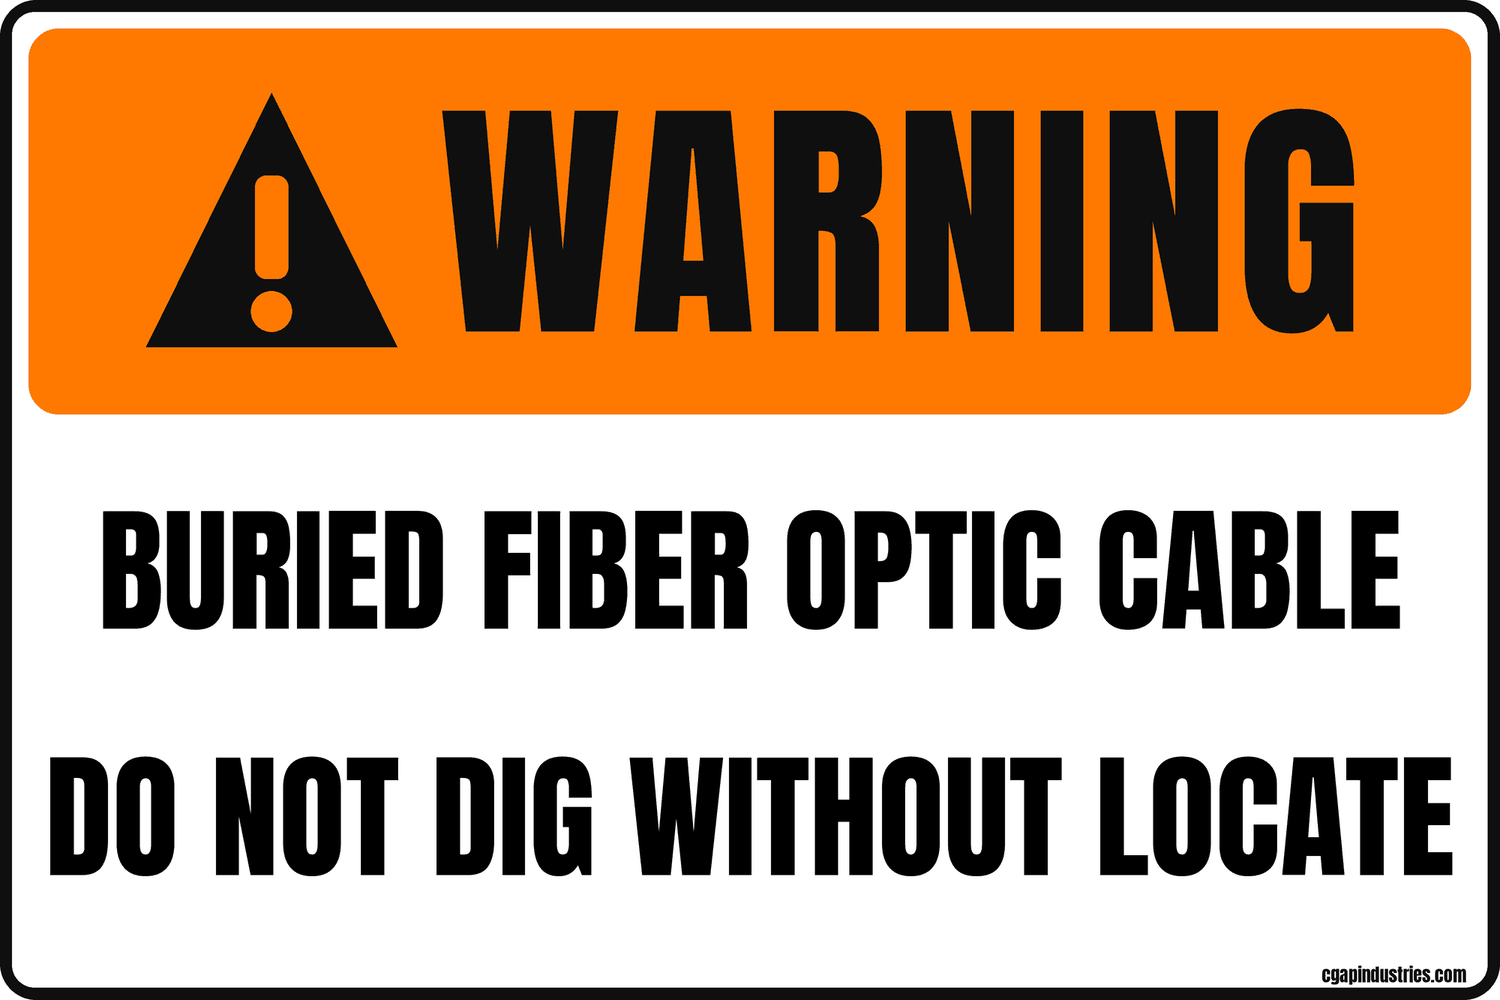 WARNING
BURIED FIBER OPTIC CABLE
DO NOT DIG WITHOUT LOCATE
cgapindustries.com